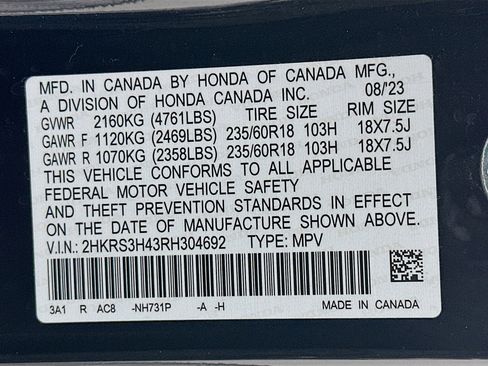 MFD. IN CANADA BY HONDA OF CANADA MFG.,
A DIVISION OF HONDA CANADA INC. 08/'23
GVWR 2160KG (4761LBS) TIRE SIZE RIM SIZE
GAWR F 1120KG (2469LBS) 235/60R18 103H 18X7.5J
GAWR R 1070KG (2358LBS) 235/60R18 103H 18X7.5J
THIS VEHICLE CONFORMS TO ALL APPLICABLE
FEDERAL MOTOR VEHICLE SAFETY
AND THEFT PREVENTION STANDARDS IN EFFECT
ON THE DATE OF MANUFACTURE SHOWN ABOVE.
V.I.N.: 2HKRS3H43RH304692 TYPE: MPV
3A1 R AC8 -NH731P -A -H MADE IN CANADA